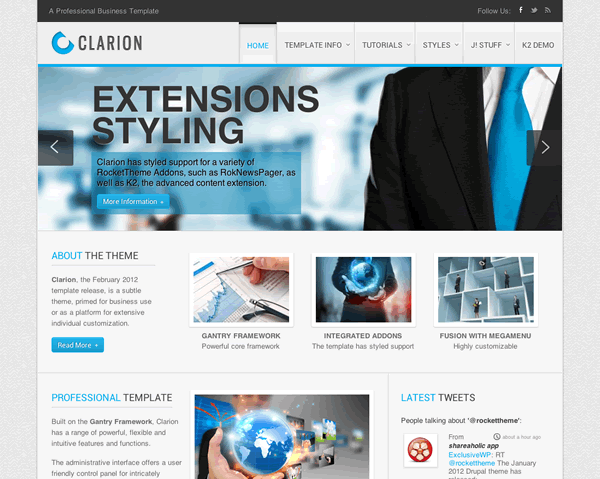 A Professional Business Template
Follow Us:
CLARION
HOME
TEMPLATE INFO
TUTORIALS
STYLES
J! STUFF
K2 DEMO
EXTENSIONS
STYLING
Clarion has styled support for a variety of
RocketTheme Addons, such as RokNewsPager, as
well as K2, the advanced content extension.
More Information +
ABOUT THE THEME
Clarion, the February 2012
template release, is a subtle
theme, primed for business use
or as a platform for extensive
individual customization.
Read More +
GANTRY FRAMEWORK
Powerful core framework
INTEGRATED ADDONS
The template has styled support
FUSION WITH MEGAMENU
Highly customizable
PROFESSIONAL TEMPLATE
Built on the Gantry Framework, Clarion
has a range of powerful, flexible and
intuitive features and functions.
The administrative interface offers a user
friendly control panel for intricately
LATEST TWEETS
People talking about '@rockettheme':
From
about a hour ago
shareaholic app
ExclusiveWP: RT
@rockettheme The January
2012 Drupal theme has